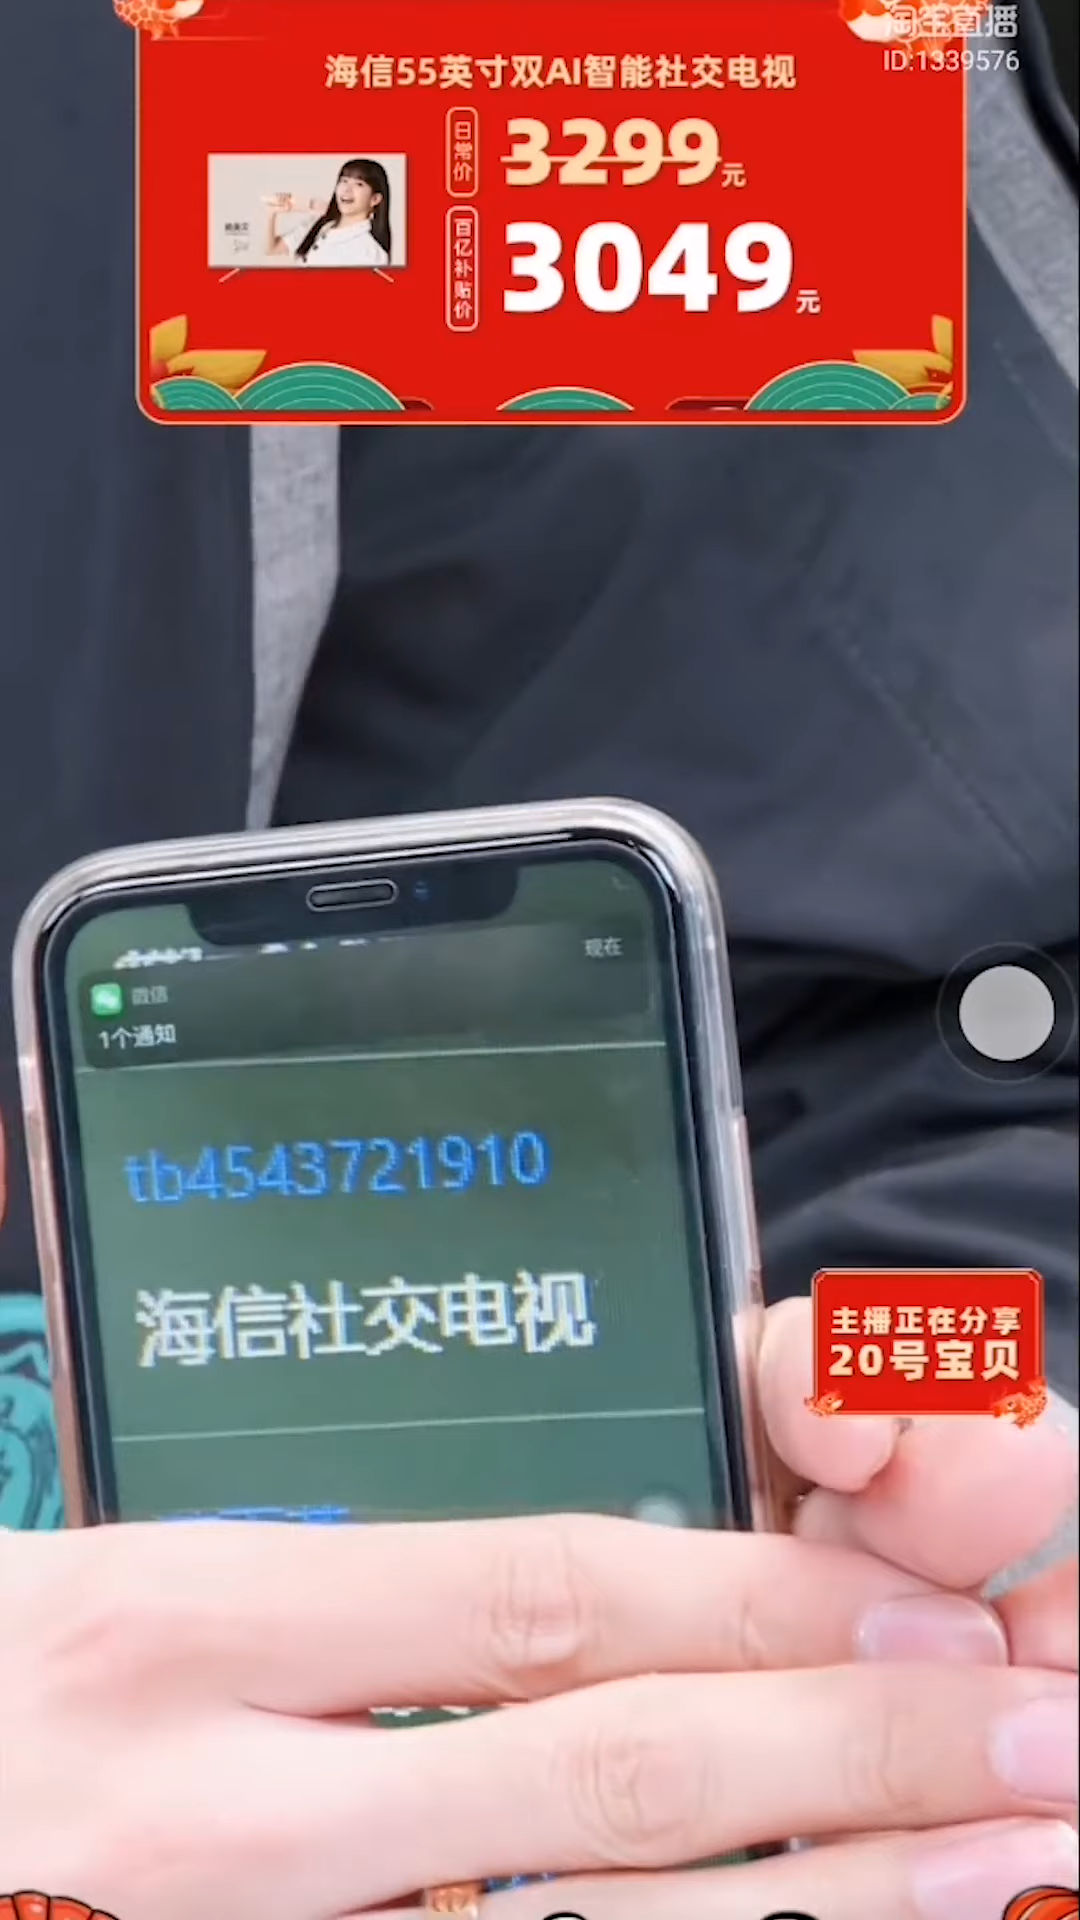 淘宝直播
ID:1339576
海信55英寸双AI智能社交电视
日常价
3299元
百亿补贴价
3049元
现在
微信
1个通知
tb4543721910
海信社交电视
主播正在分享
20号宝贝